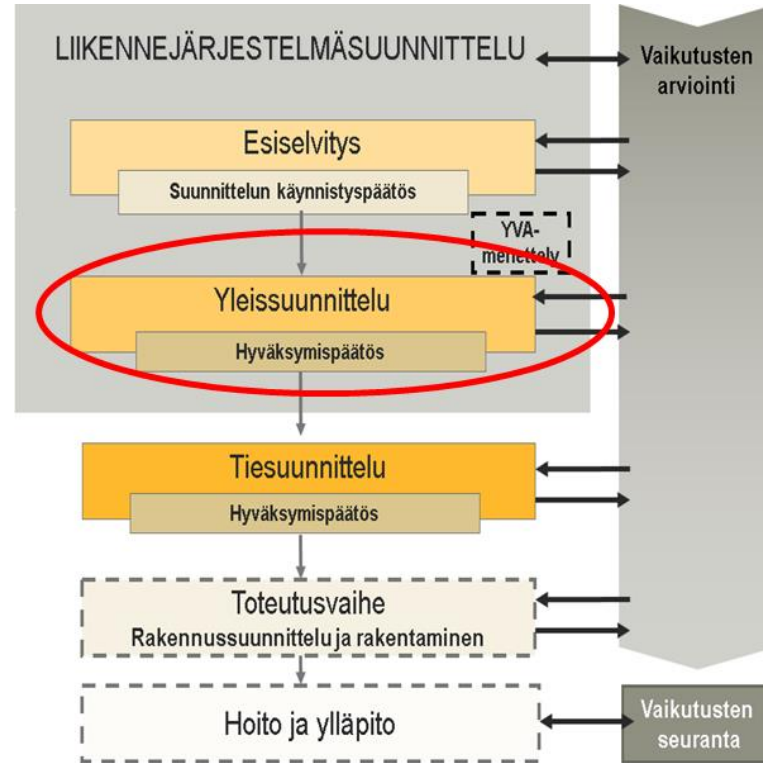 LIIKENNEJÄRJESTELMÄSUUNNITTELU
Vaikutusten
arviointi
Esiselvitys
Suunnittelun käynnistyspäätös
YVA-
menettely
Yleissuunnittelu
Hyväksymispäätös
Tiesuunnittelu
Hyväksymispäätös
Toteutusvaihe
Rakennussuunnittelu ja rakentaminen
Hoito ja ylläpito
Vaikutusten
seuranta